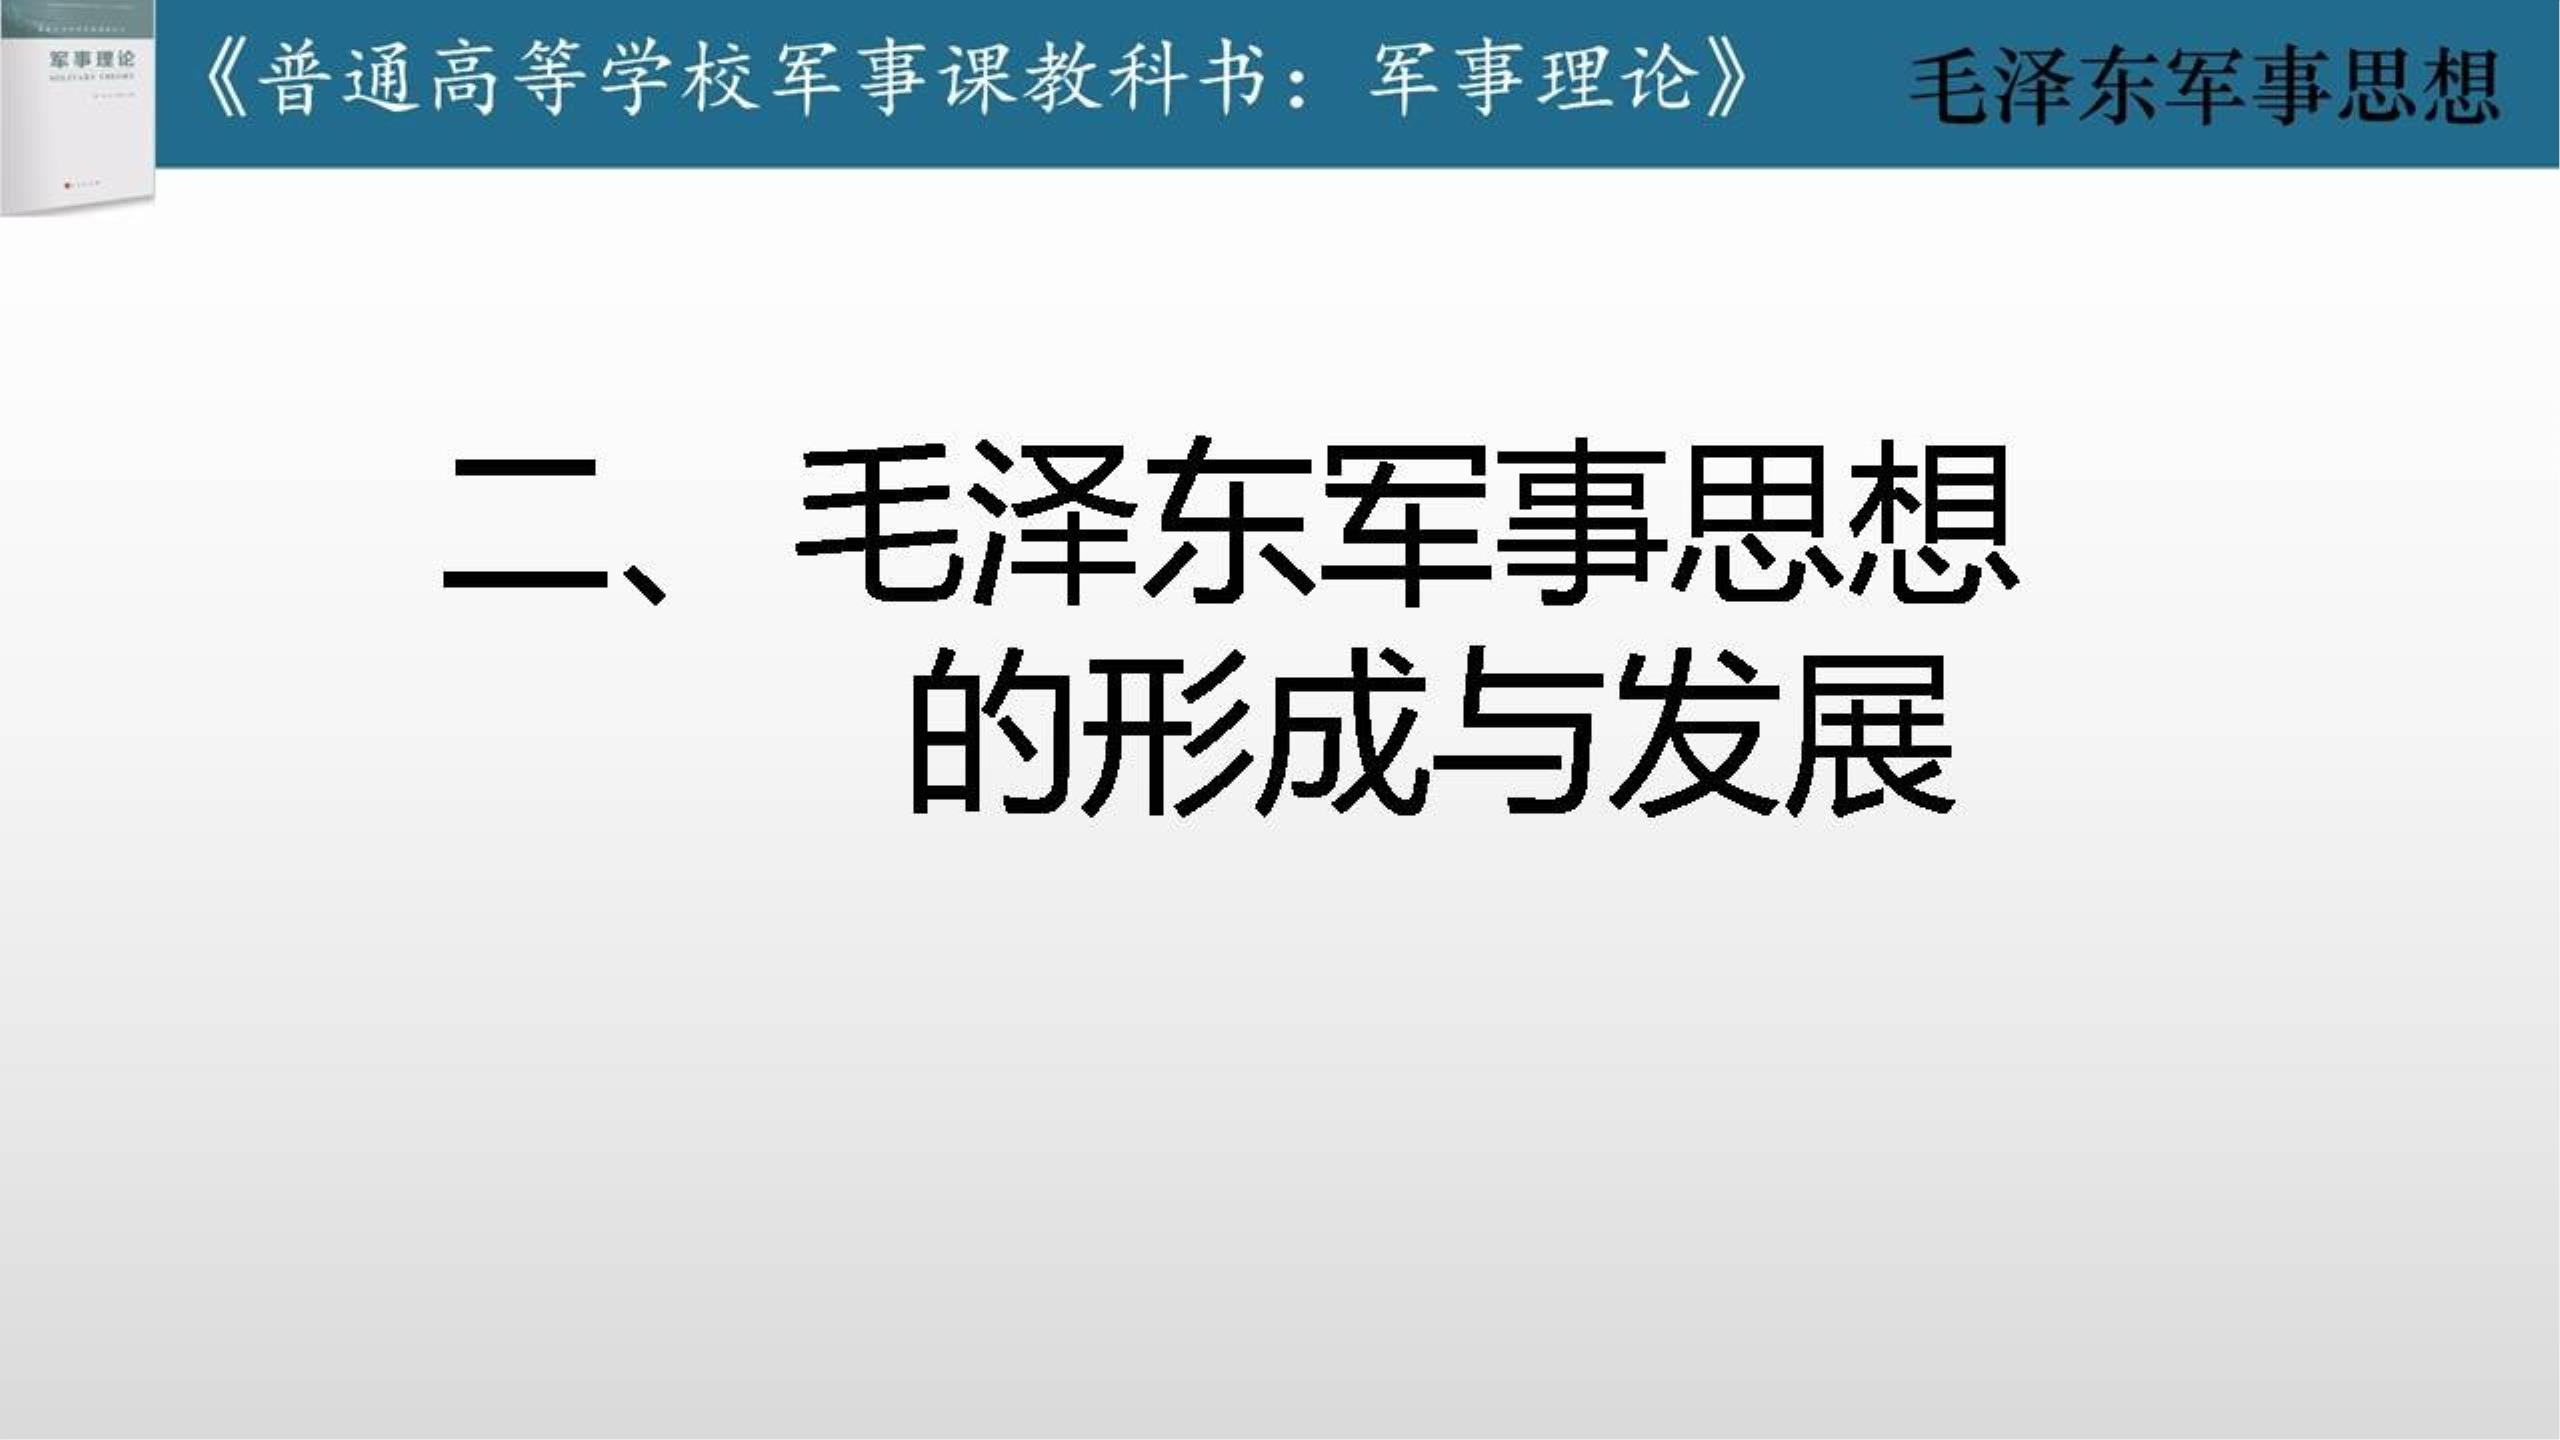 军事理论
MILITARY THEORY
《普通高等学校军事课教科书：军事理论》
毛泽东军事思想
二、毛泽东军事思想
的形成与发展